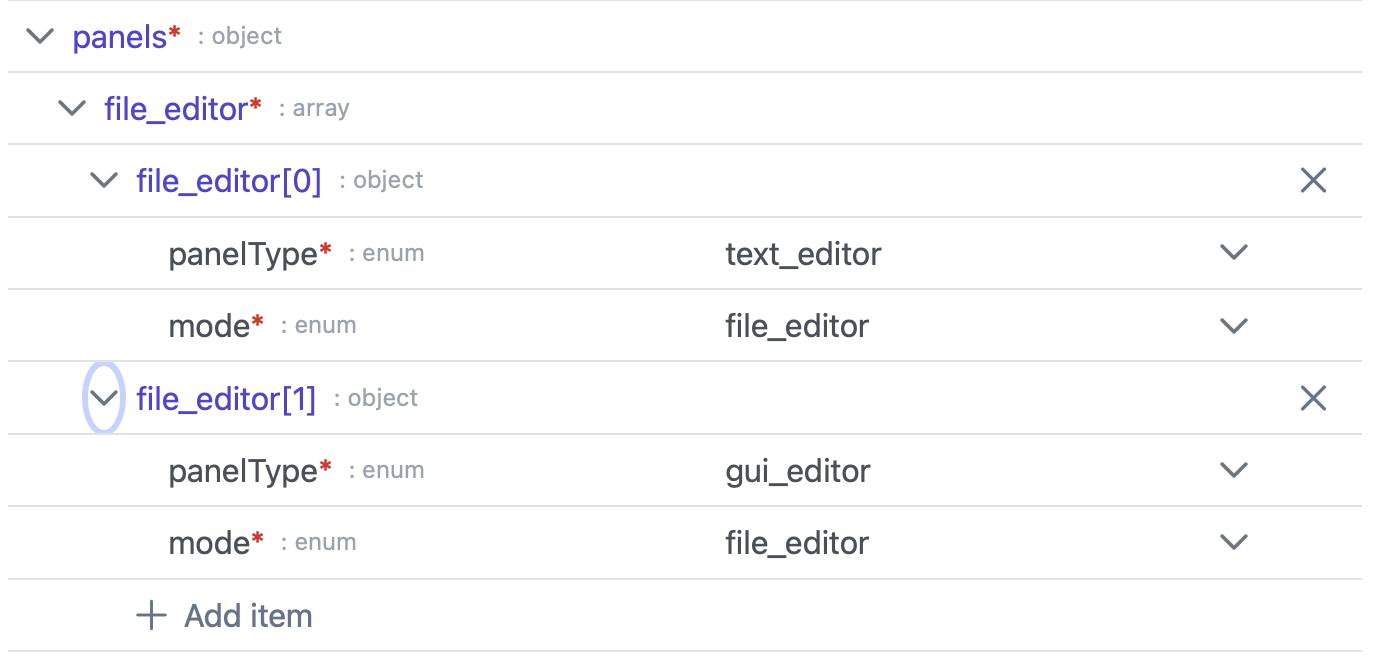 panels* : object
file_editor* : array
file_editor[0] : object
panelType* : enum text_editor
mode* : enum file_editor
file_editor[1] : object
panelType* : enum gui_editor
mode* : enum file_editor
Add item